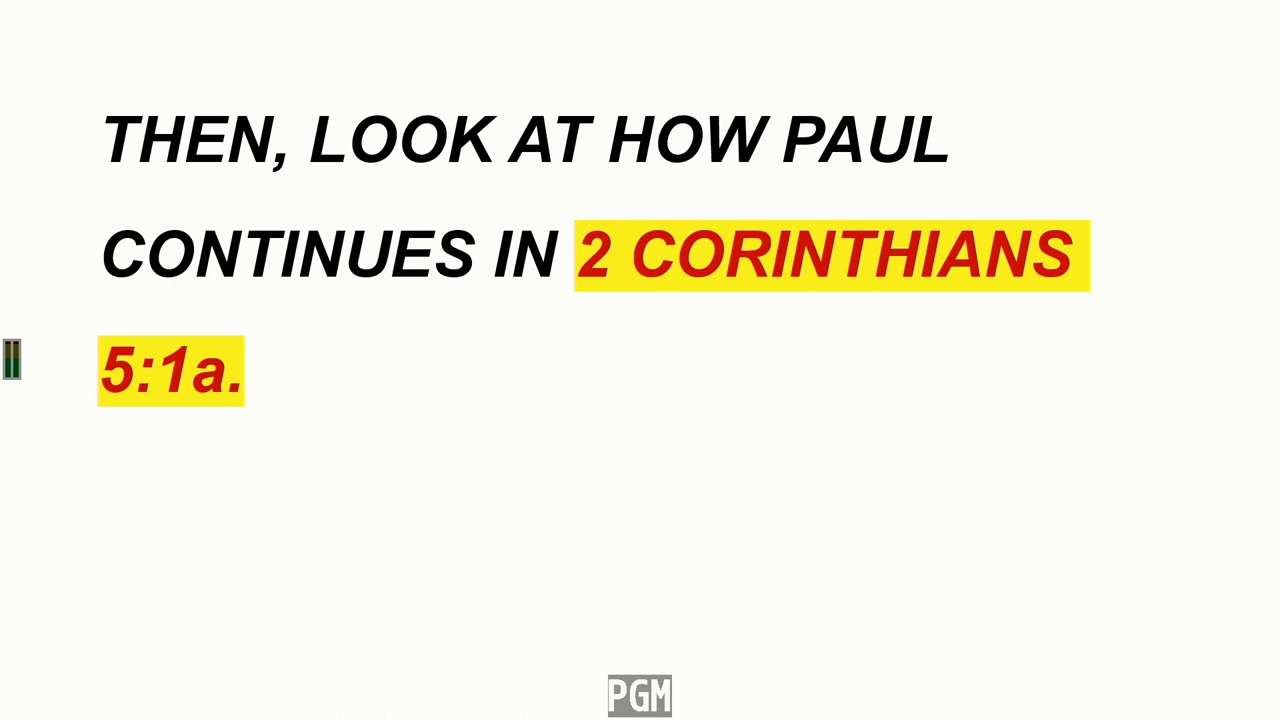 THEN, LOOK AT HOW PAUL
CONTINUES IN 2 CORINTHIANS
5:1a.
PGM